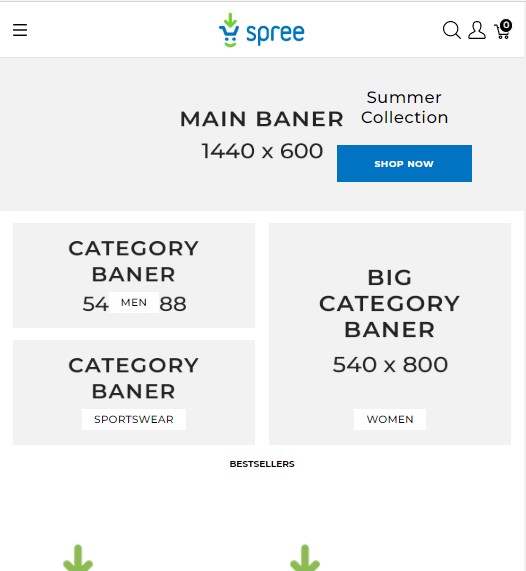 spree
0
MAIN BANER
1440 x 600
Summer
Collection
SHOP NOW
CATEGORY
BANER
54
MEN
88
CATEGORY
BANER
SPORTSWEAR
BIG
CATEGORY
BANER
540 x 800
WOMEN
BESTSELLERS